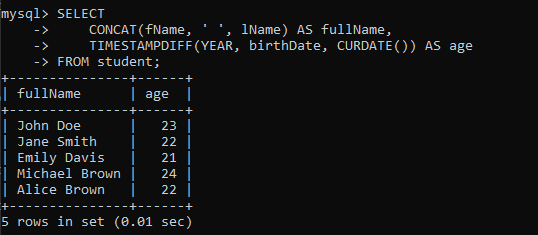 mysql> SELECT
    ->     CONCAT(fName, ' ', lName) AS fullName,
    ->     TIMESTAMPDIFF(YEAR, birthDate, CURDATE()) AS age
    -> FROM student;
+---------------+------+
| fullName      | age  |
+---------------+------+
| John Doe      |   23 |
| Jane Smith    |   22 |
| Emily Davis   |   21 |
| Michael Brown |   24 |
| Alice Brown   |   22 |
+---------------+------+
5 rows in set (0.01 sec)